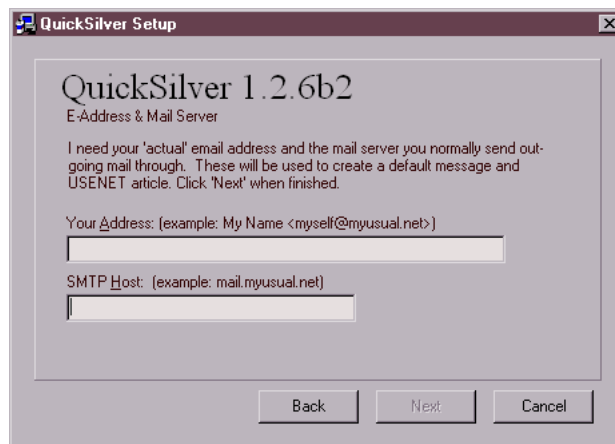 QuickSilver Setup
QuickSilver 1.2.6b2
E-Address & Mail Server
I need your 'actual' email address and the mail server you normally send out-
going mail through. These will be used to create a default message and
USENET article. Click 'Next' when finished.
Your Address: (example: My Name <myself@myusual.net>)
SMTP Host: (example: mail.myusual.net)
Back Next Cancel